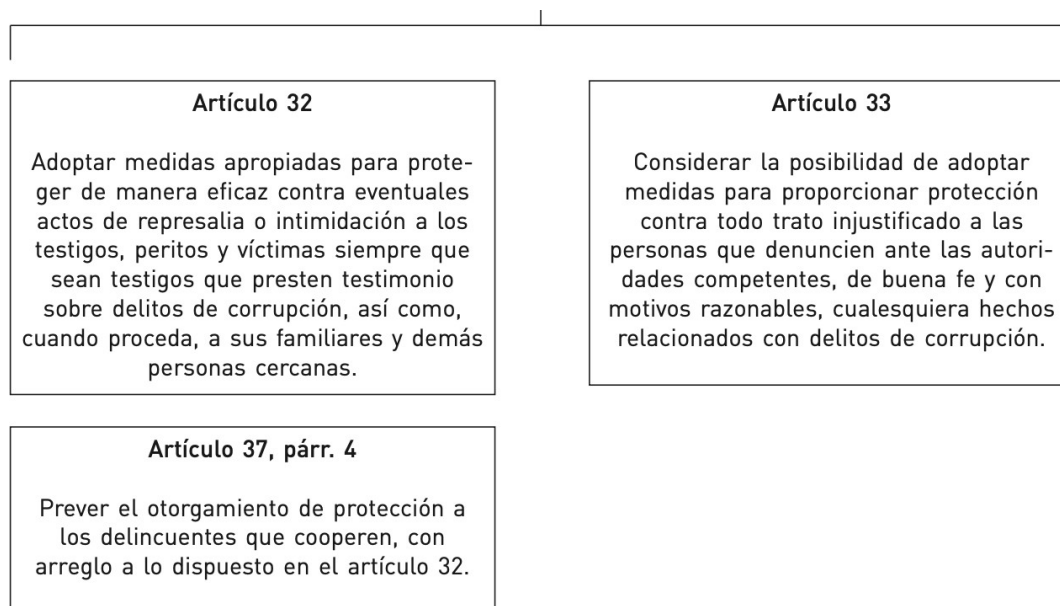 Artículo 32
Adoptar medidas apropiadas para prote-
ger de manera eficaz contra eventuales
actos de represalia o intimidación a los
testigos, peritos y víctimas siempre que
sean testigos que presten testimonio
sobre delitos de corrupción, así como,
cuando proceda, a sus familiares y demás
personas cercanas.
Artículo 33
Considerar la posibilidad de adoptar
medidas para proporcionar protección
contra todo trato injustificado a las
personas que denuncien ante las autori-
dades competentes, de buena fe y con
motivos razonables, cualesquiera hechos
relacionados con delitos de corrupción.
Artículo 37, párr. 4
Prever el otorgamiento de protección a
los delincuentes que cooperen, con
arreglo a lo dispuesto en el artículo 32.